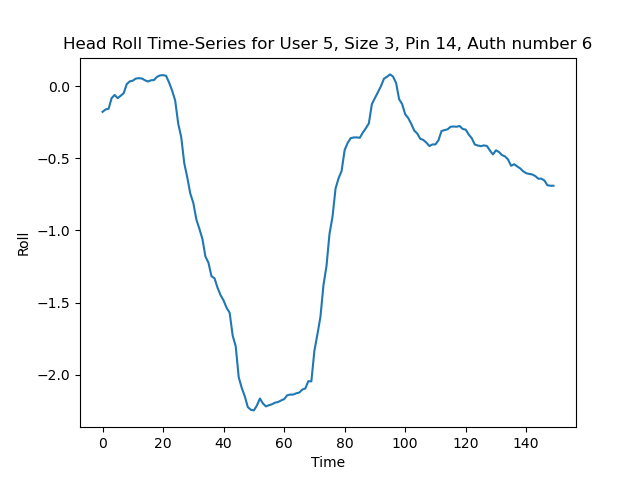 Head Roll Time-Series for User 5, Size 3, Pin 14, Auth number 6
0.0
−0.5
−1.0
−1.5
−2.0
Roll
0 20 40 60 80 100 120 140
Time